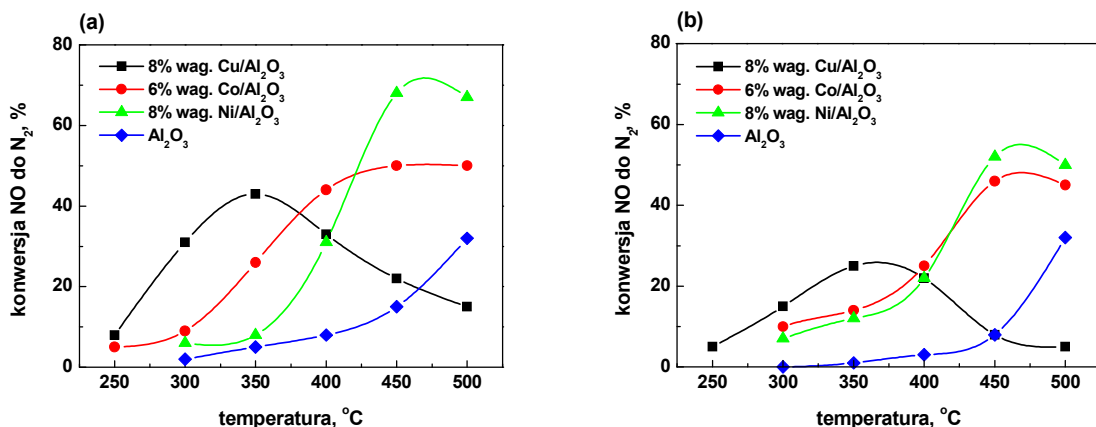 (a)
80
60
40
20
0
konwersja NO do N₂, %
8% wag. Cu/Al₂O₃
6% wag. Co/Al₂O₃
8% wag. Ni/Al₂O₃
Al₂O₃
250 300 350 400 450 500
temperatura, °C
(b)
80
60
40
20
0
konwersja NO do N₂, %
8% wag. Cu/Al₂O₃
6% wag. Co/Al₂O₃
8% wag. Ni/Al₂O₃
Al₂O₃
250 300 350 400 450 500
temperatura, °C